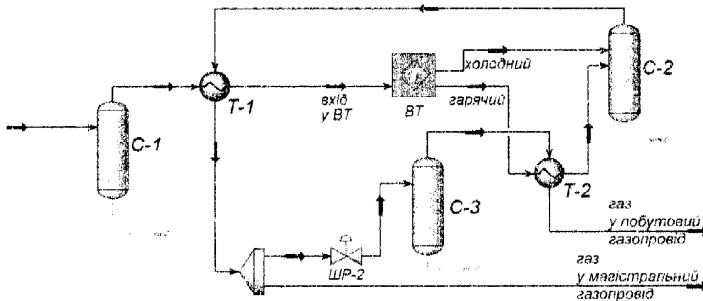 холодний
С-2
Т-1
вхід
у ВТ
ВТ
гарячий
С-1
С-3
Т-2
газ
у побутовий
газопровід
ШР-2
газ
у магістральний
газопровід